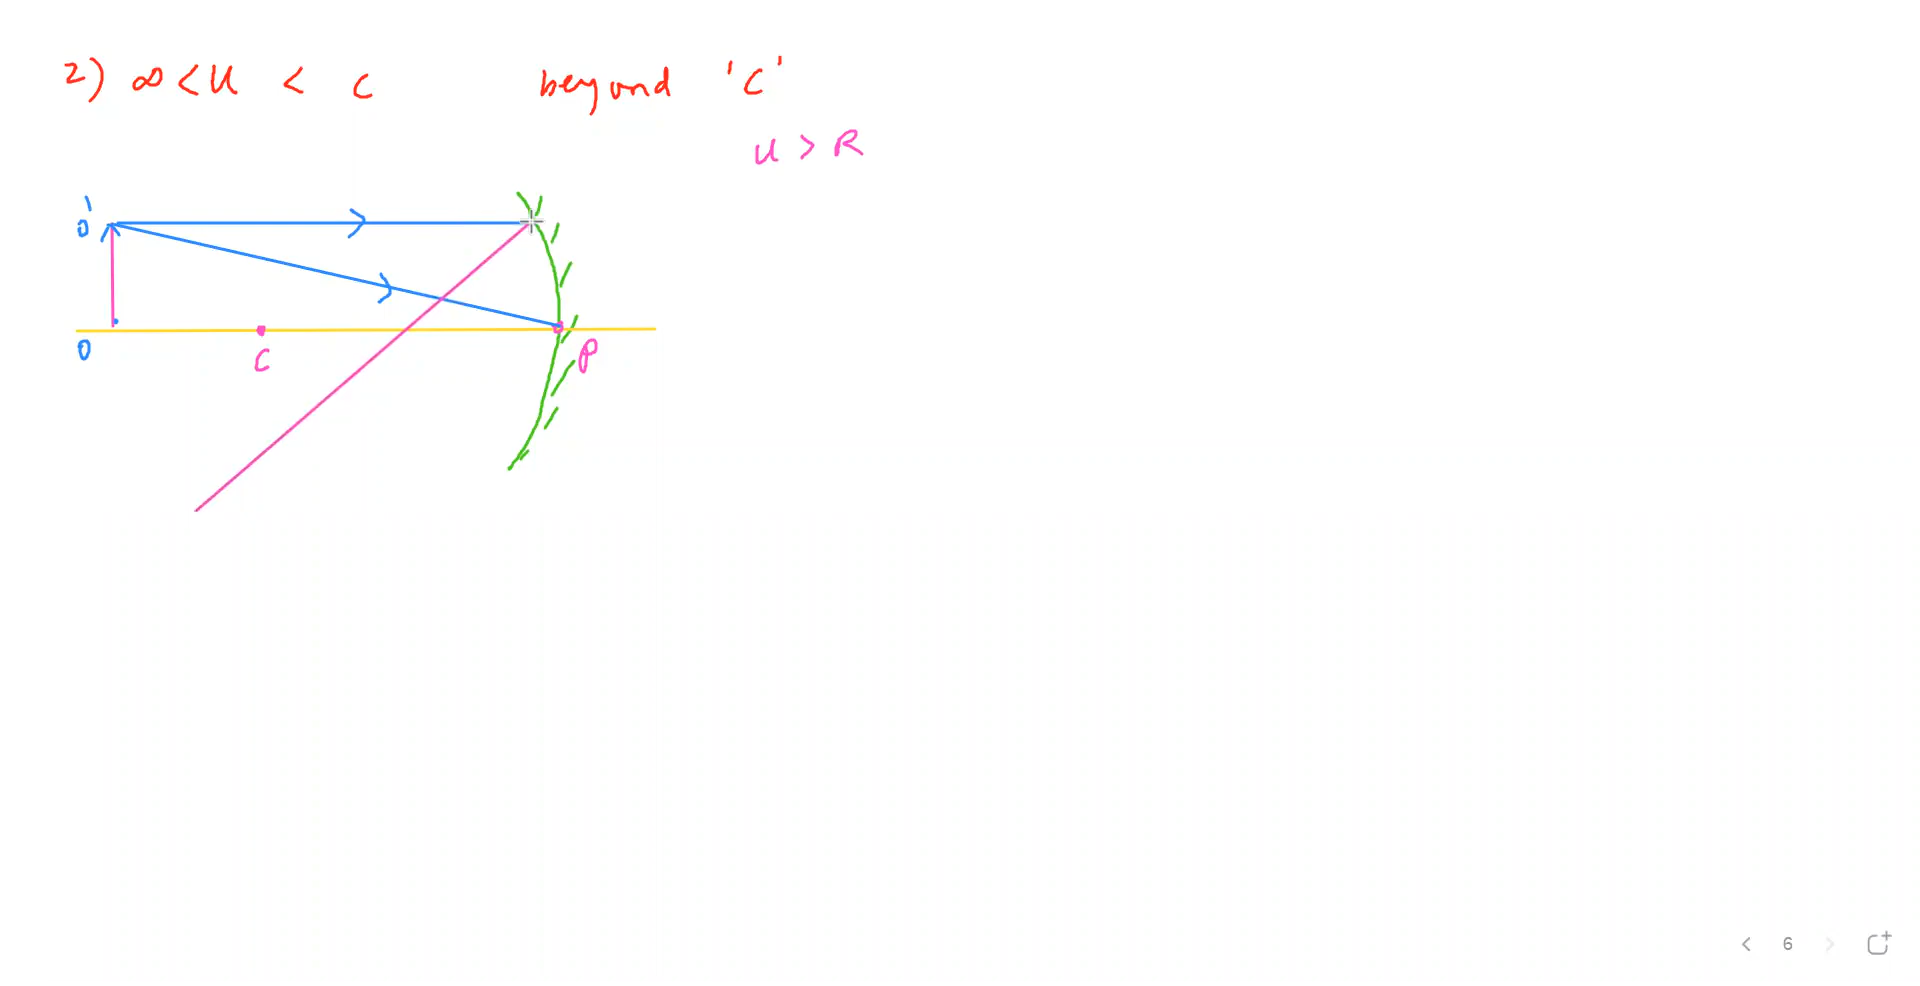 2) ∞ < u < c beyond 'c'
u > R
O'
O C P
6